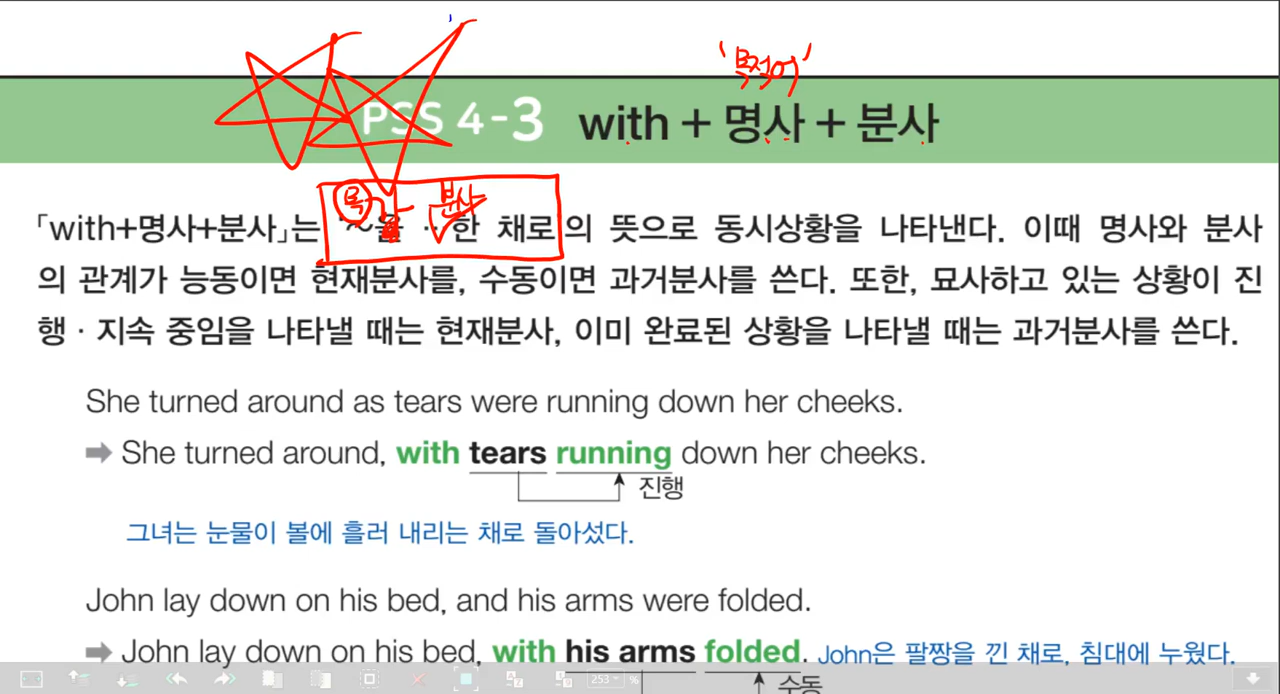 '목적어'
PSS 4-3 with + 명사 + 분사
목 분사
「with+명사+분사」는 '~을 …한 채로'의 뜻으로 동시상황을 나타낸다. 이때 명사와 분사
의 관계가 능동이면 현재분사를, 수동이면 과거분사를 쓴다. 또한, 묘사하고 있는 상황이 진
행·지속 중임을 나타낼 때는 현재분사, 이미 완료된 상황을 나타낼 때는 과거분사를 쓴다.
She turned around as tears were running down her cheeks.
➡ She turned around, with tears running down her cheeks.
진행
그녀는 눈물이 볼에 흘러 내리는 채로 돌아섰다.
John lay down on his bed, and his arms were folded.
➡ John lay down on his bed, with his arms folded. John은 팔짱을 낀 채로, 침대에 누웠다.
253 %
수동